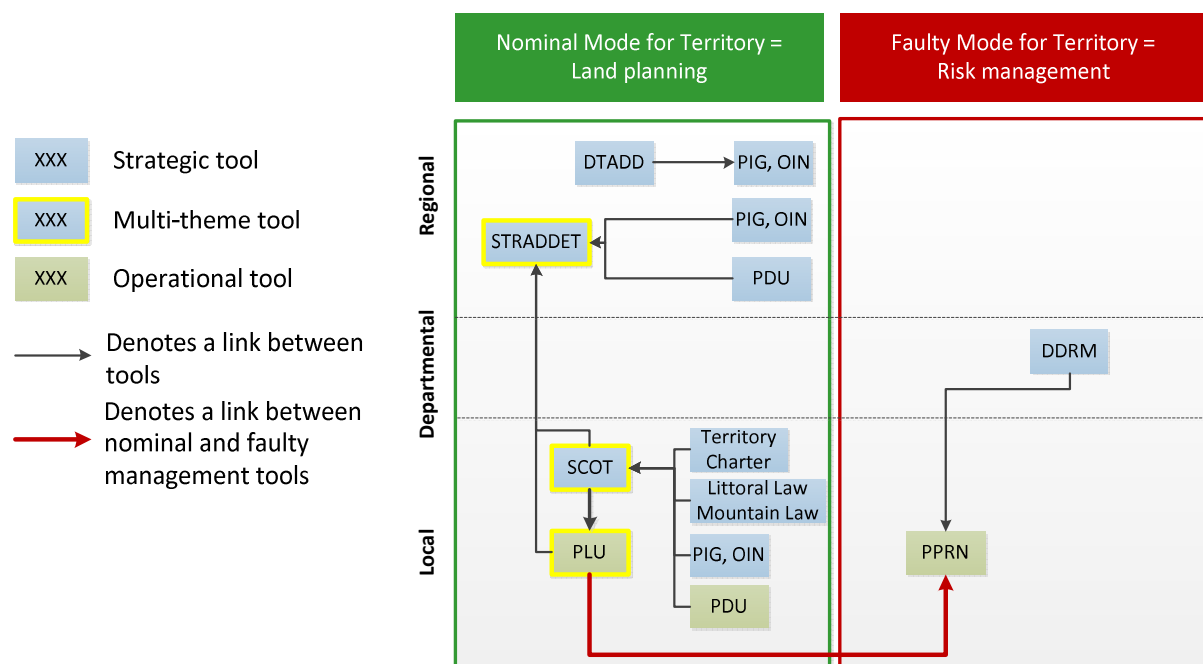 Nominal Mode for Territory =
Land planning
Faulty Mode for Territory =
Risk management
XXX
Strategic tool
XXX
Multi-theme tool
XXX
Operational tool
Denotes a link between
tools
Denotes a link between
nominal and faulty
management tools
Regional
DTADD
PIG, OIN
PIG, OIN
STRADDET
PDU
Departmental
DDRM
Local
Territory
Charter
SCOT
Littoral Law
Mountain Law
PLU
PIG, OIN
PDU
PPRN